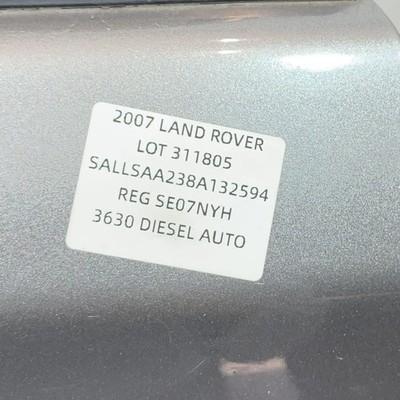 2007 LAND ROVER
LOT 311805
SALLSAA238A132594
REG SE07NYH
3630 DIESEL AUTO